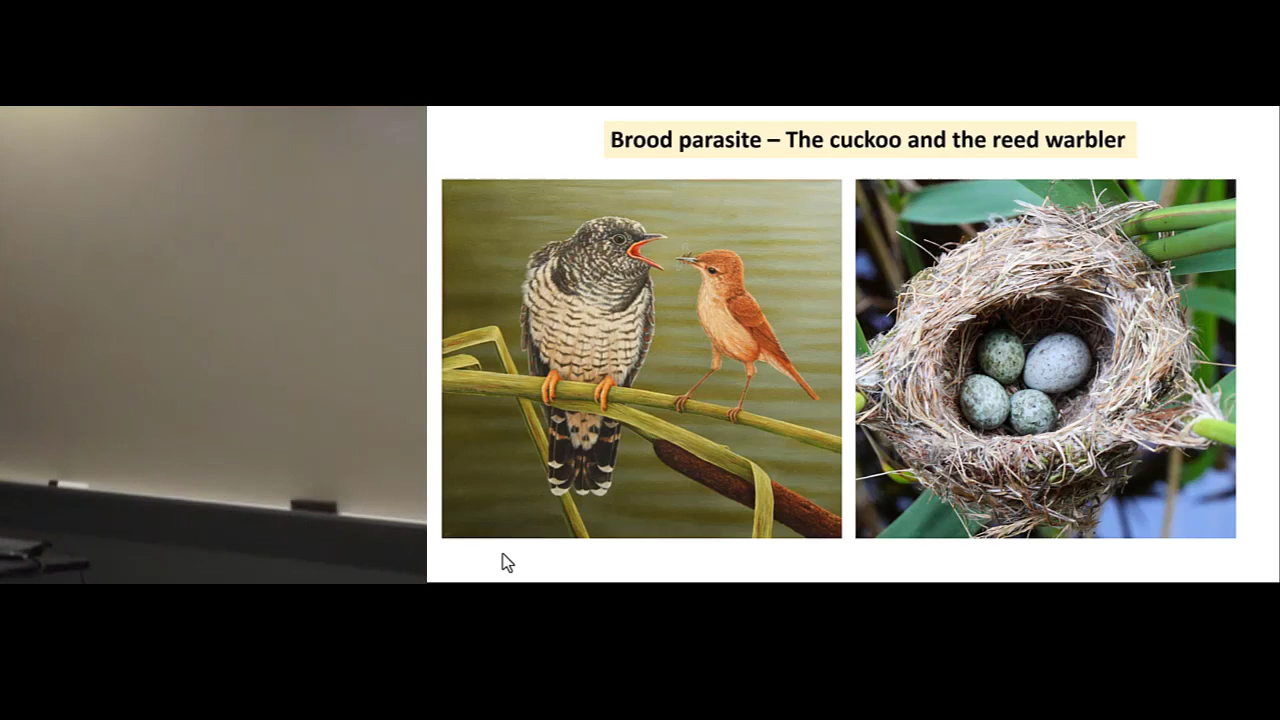 Brood parasite – The cuckoo and the reed warbler